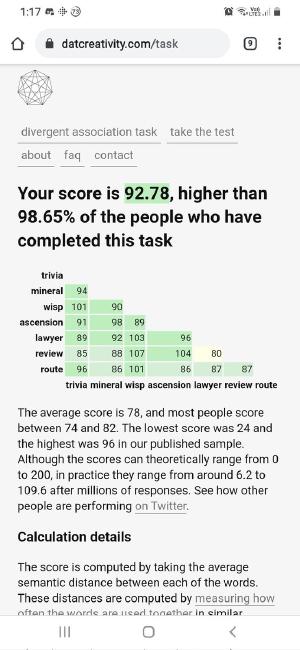 1:17
datcreativity.com/task
9
divergent association task take the test
about faq contact
Your score is 92.78, higher than
98.65% of the people who have
completed this task
trivia
mineral 94
wisp 101 90
ascension 91 98 89
lawyer 89 92 103 96
review 85 88 107 104 80
route 96 86 101 86 87 87
trivia mineral wisp ascension lawyer review route
The average score is 78, and most people score
between 74 and 82. The lowest score was 24 and
the highest was 96 in our published sample.
Although the scores can theoretically range from 0
to 200, in practice they range from around 6.2 to
109.6 after millions of responses. See how other
people are performing on Twitter.
Calculation details
The score is computed by taking the average
semantic distance between each of the words.
These distances are computed by measuring how
often the words are used together in similar